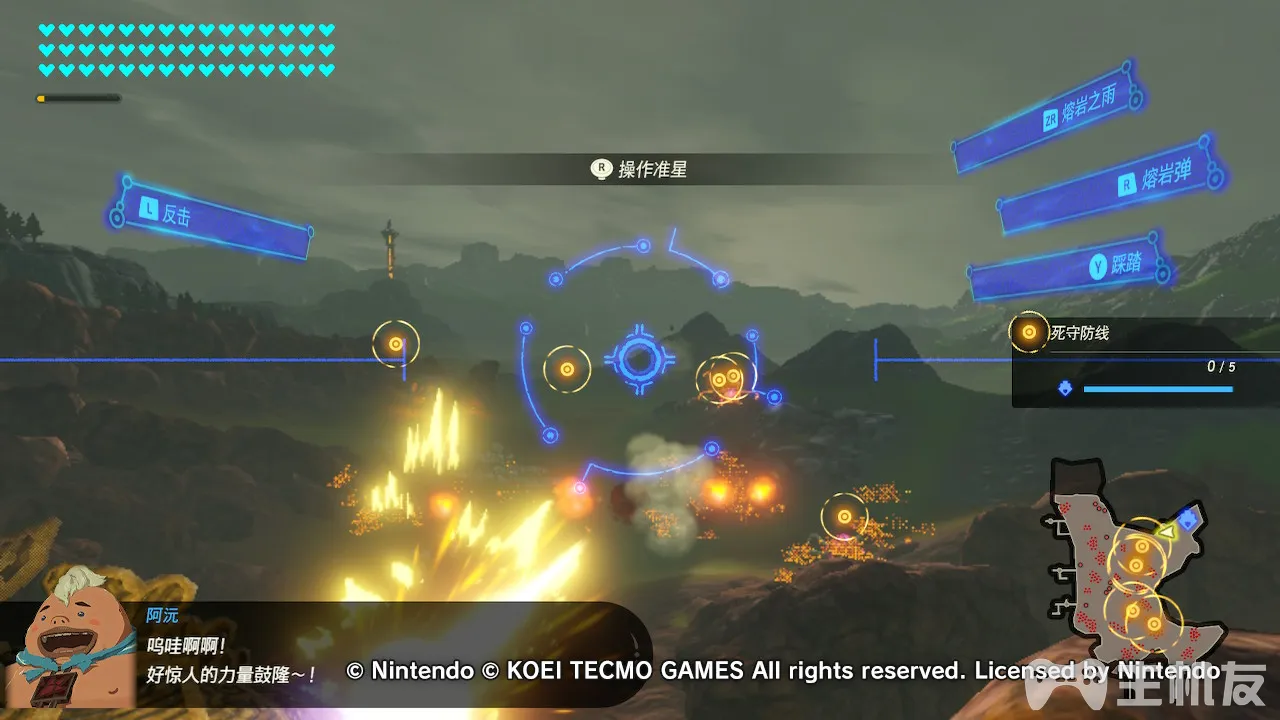 ZR 熔岩之雨
R 操作准星
R 熔岩弹
L 反击
Y 踩踏
死守防线
0 / 5
阿沅
呜哇啊啊！
好惊人的力量鼓隆～！
© Nintendo © KOEI TECMO GAMES All rights reserved. Licensed by Nintendo
主机友